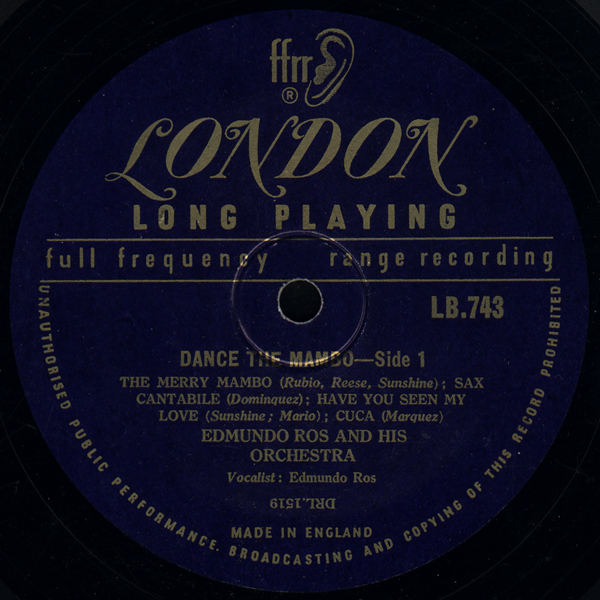 ffrr
®
LONDON
LONG PLAYING
full frequency range recording
LB.743
DANCE THE MAMBO—Side 1
THE MERRY MAMBO (Rubio, Reese, Sunshine); SAX
CANTABILE (Dominquez); HAVE YOU SEEN MY
LOVE (Sunshine; Mario); CUCA (Marquez)
EDMUNDO ROS AND HIS
ORCHESTRA
Vocalist: Edmundo Ros
DRL.1519
MADE IN ENGLAND
UNAUTHORISED PUBLIC PERFORMANCE, BROADCASTING AND COPYING OF THIS RECORD PROHIBITED